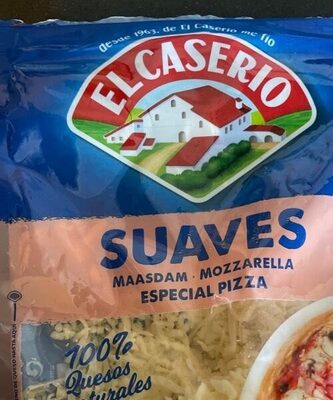 desde 1963, de El Caserío me fío
EL CASERIO
SUAVES
MAASDAM · MOZZARELLA
ESPECIAL PIZZA
100%
Quesos
Naturales